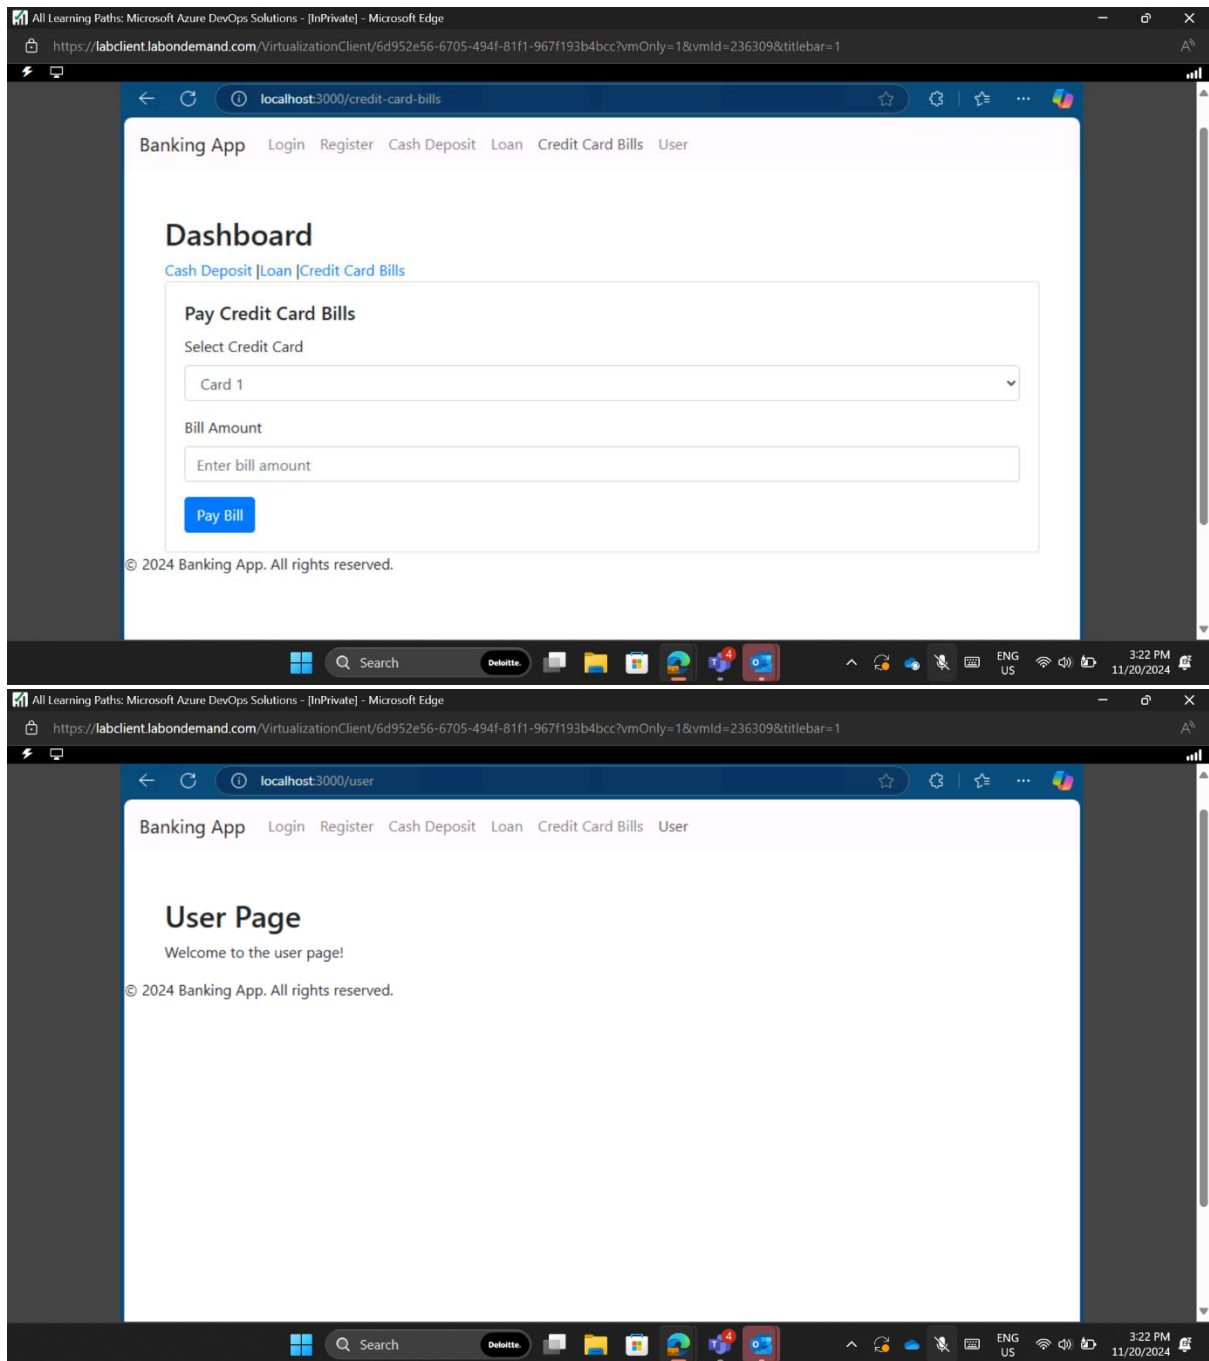 All Learning Paths: Microsoft Azure DevOps Solutions - [InPrivate] - Microsoft Edge
https://labclient.labondemand.com/VirtualizationClient/6d952e56-6705-494f-81f1-967f193b4bcc?vmOnly=1&vmId=236309&titlebar=1
localhost:3000/credit-card-bills
Banking App Login Register Cash Deposit Loan Credit Card Bills User
Dashboard
Cash Deposit |Loan |Credit Card Bills
Pay Credit Card Bills
Select Credit Card
Card 1
Bill Amount
Enter bill amount
Pay Bill
© 2024 Banking App. All rights reserved.
Search Deloitte. 4 ENG US 3:22 PM 11/20/2024
All Learning Paths: Microsoft Azure DevOps Solutions - [InPrivate] - Microsoft Edge
https://labclient.labondemand.com/VirtualizationClient/6d952e56-6705-494f-81f1-967f193b4bcc?vmOnly=1&vmId=236309&titlebar=1
localhost:3000/user
Banking App Login Register Cash Deposit Loan Credit Card Bills User
User Page
Welcome to the user page!
© 2024 Banking App. All rights reserved.
Search Deloitte. 4 ENG US 3:22 PM 11/20/2024